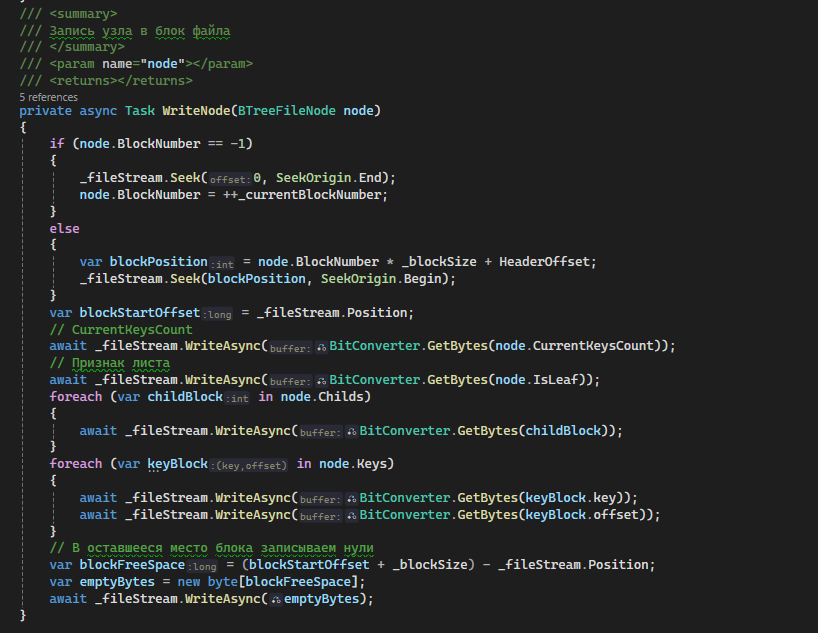 /// <summary>
/// Запись узла в блок файла
/// </summary>
/// <param name="node"></param>
/// <returns></returns>
5 references
private async Task WriteNode(BTreeFileNode node)
{
    if (node.BlockNumber == -1)
    {
        _fileStream.Seek(offset:0, SeekOrigin.End);
        node.BlockNumber = ++_currentBlockNumber;
    }
    else
    {
        var blockPosition:int = node.BlockNumber * _blockSize + HeaderOffset;
        _fileStream.Seek(blockPosition, SeekOrigin.Begin);
    }
    var blockStartOffset:long = _fileStream.Position;
    // CurrentKeysCount
    await _fileStream.WriteAsync(buffer:BitConverter.GetBytes(node.CurrentKeysCount));
    // Признак листа
    await _fileStream.WriteAsync(buffer:BitConverter.GetBytes(node.IsLeaf));
    foreach (var childBlock:int in node.Childs)
    {
        await _fileStream.WriteAsync(buffer:BitConverter.GetBytes(childBlock));
    }
    foreach (var keyBlock:(key,offset) in node.Keys)
    {
        await _fileStream.WriteAsync(buffer:BitConverter.GetBytes(keyBlock.key));
        await _fileStream.WriteAsync(buffer:BitConverter.GetBytes(keyBlock.offset));
    }
    // В оставшееся место блока записываем нули
    var blockFreeSpace:long = (blockStartOffset + _blockSize) - _fileStream.Position;
    var emptyBytes = new byte[blockFreeSpace];
    await _fileStream.WriteAsync(emptyBytes);
}